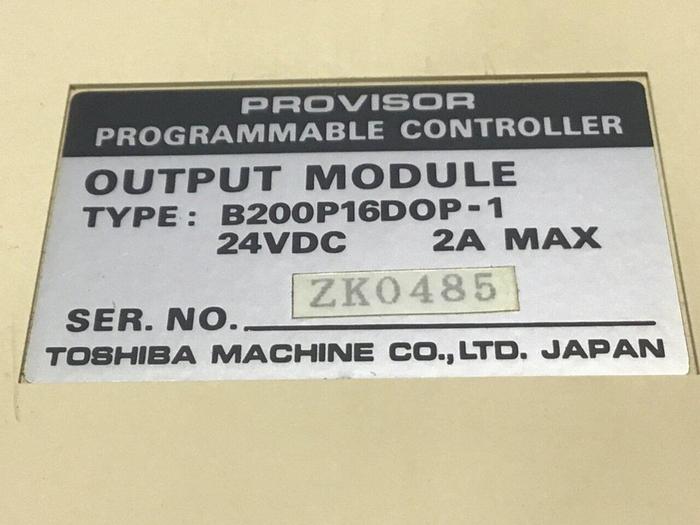 PROVISOR
PROGRAMMABLE CONTROLLER
OUTPUT MODULE
TYPE: B200P16DOP-1
24VDC 2A MAX
ZK0485
SER. NO.
TOSHIBA MACHINE CO.,LTD. JAPAN